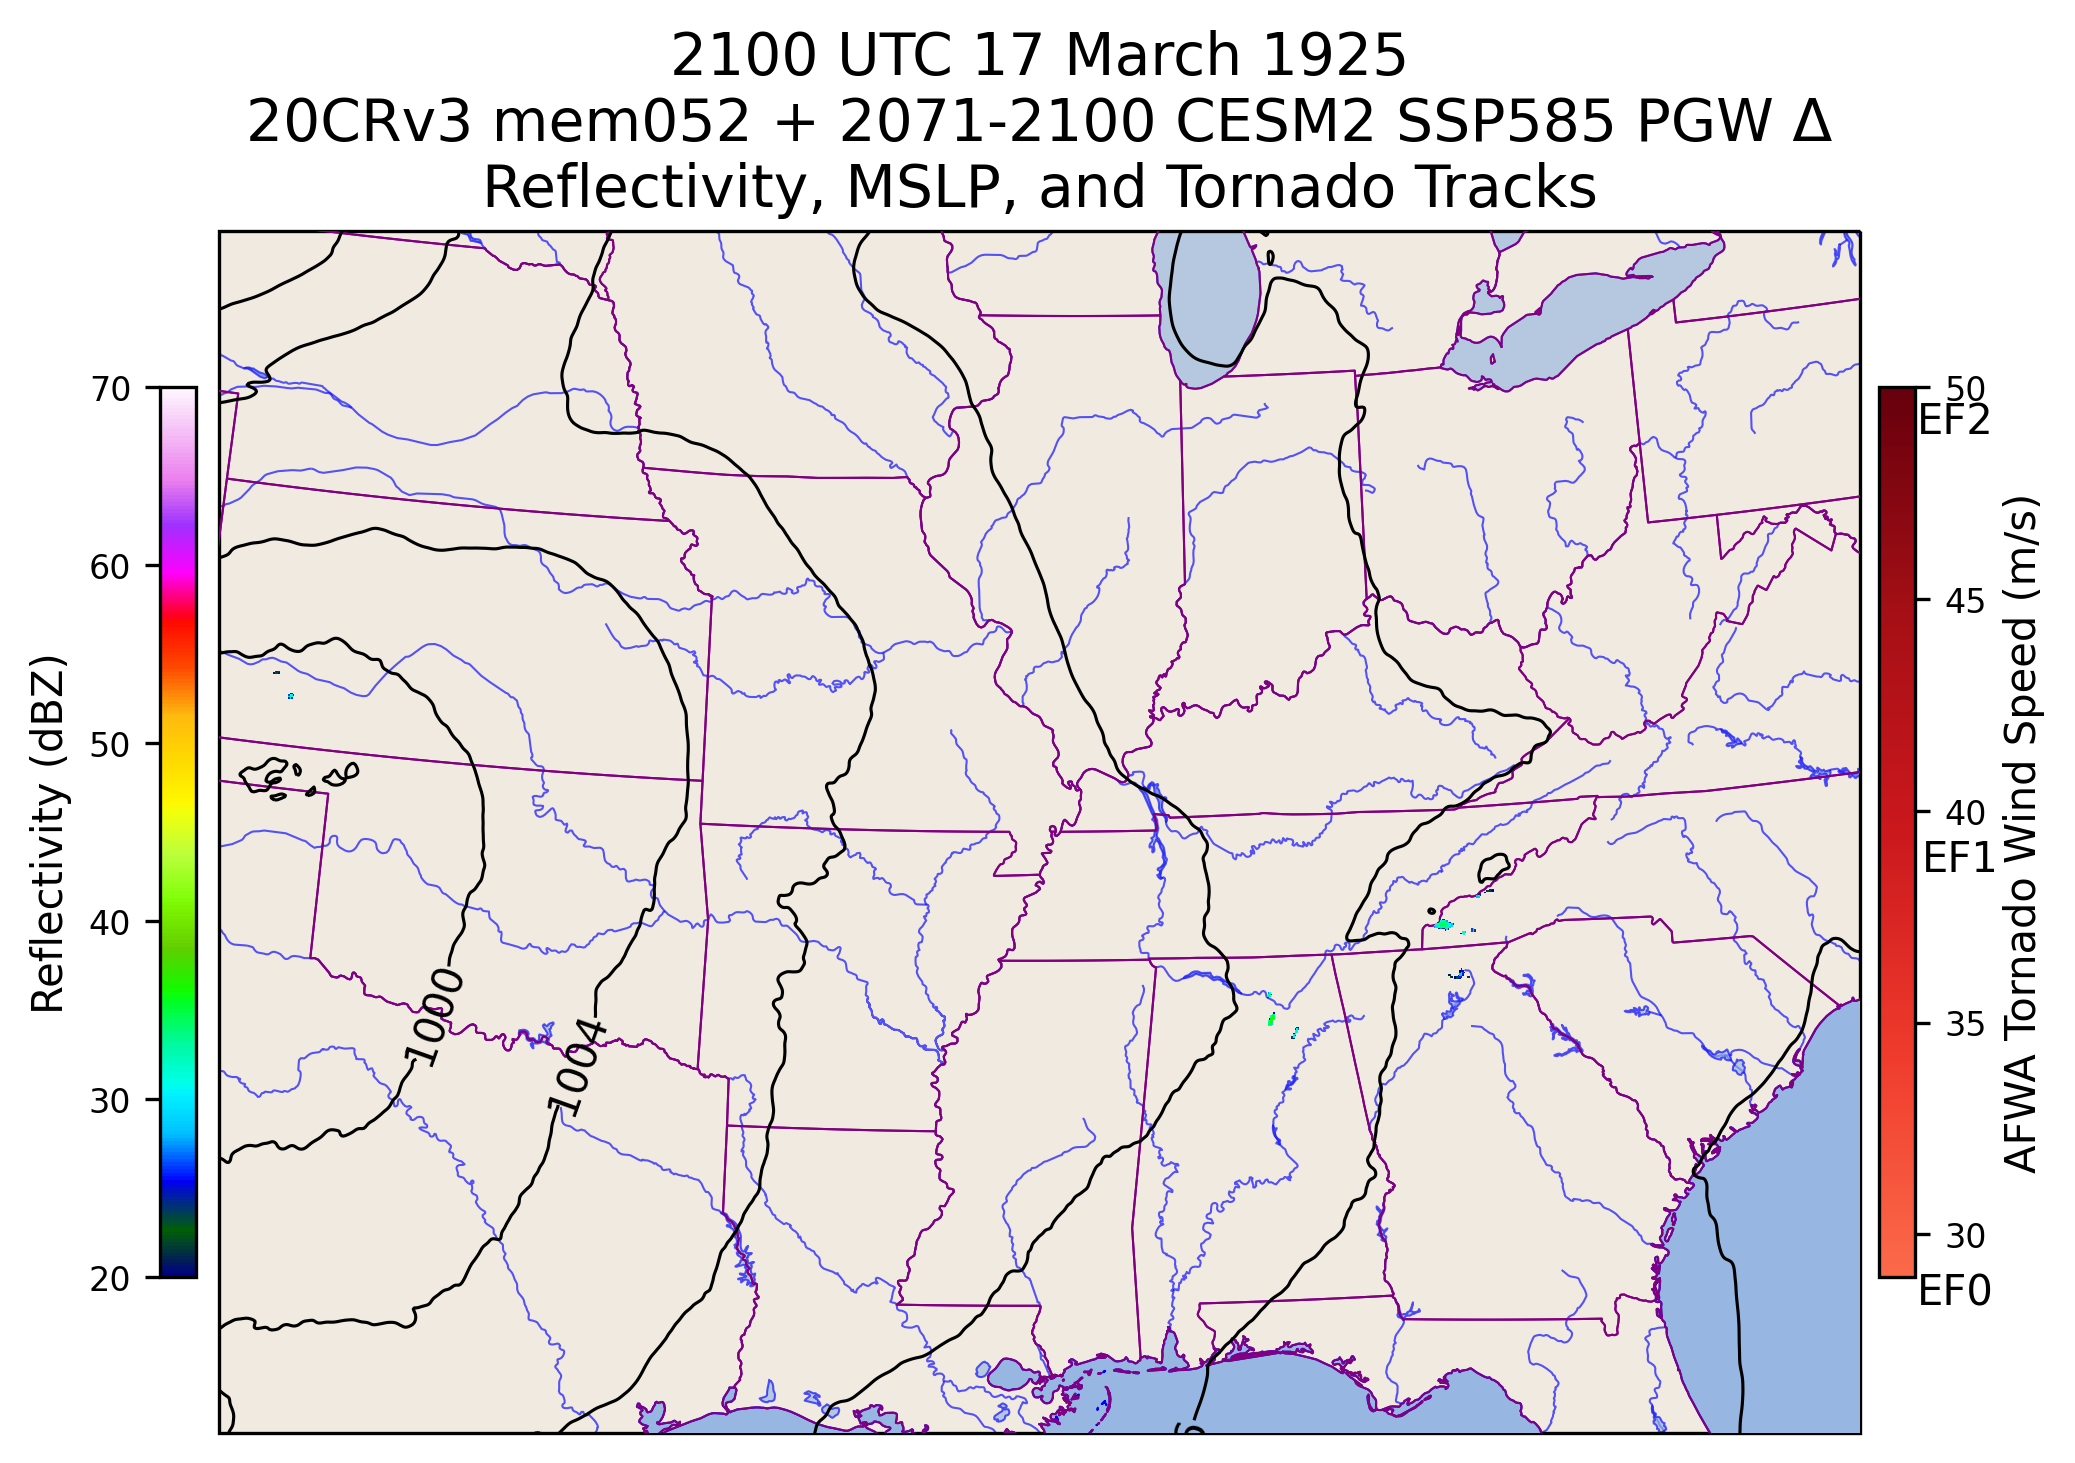 2100 UTC 17 March 1925
20CRv3 mem052 + 2071-2100 CESM2 SSP585 PGW Δ
Reflectivity, MSLP, and Tornado Tracks
70
60
50
40
30
20
Reflectivity (dBZ)
1000
1004
50
EF2
45
40
EF1
35
30
EF0
AFWA Tornado Wind Speed (m/s)